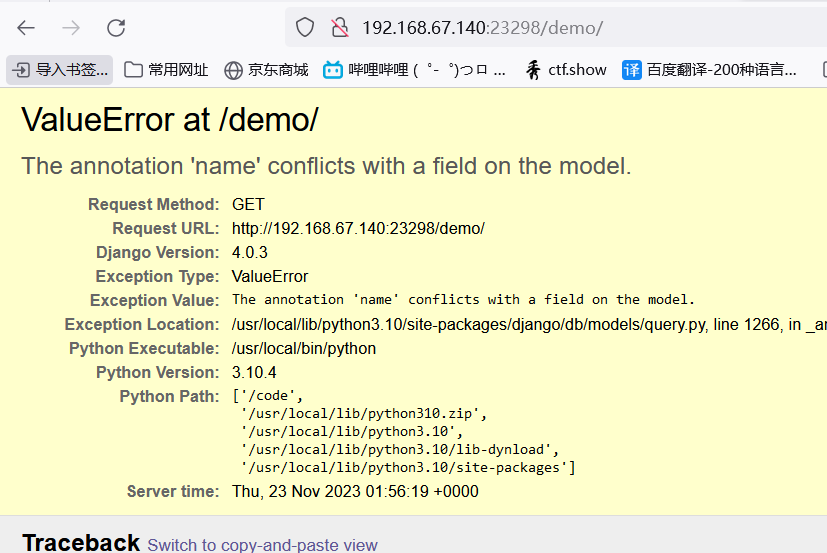 192.168.67.140:23298/demo/
导入书签... 常用网址 京东商城 哔哩哔哩 ( ゜- ゜)つロ ... ctf.show 译 百度翻译-200种语言...
ValueError at /demo/
The annotation 'name' conflicts with a field on the model.
Request Method: GET
Request URL: http://192.168.67.140:23298/demo/
Django Version: 4.0.3
Exception Type: ValueError
Exception Value: The annotation 'name' conflicts with a field on the model.
Exception Location: /usr/local/lib/python3.10/site-packages/django/db/models/query.py, line 1266, in
Python Executable: /usr/local/bin/python
Python Version: 3.10.4
Python Path: ['/code',
'/usr/local/lib/python310.zip',
'/usr/local/lib/python3.10',
'/usr/local/lib/python3.10/lib-dynload',
'/usr/local/lib/python3.10/site-packages']
Server time: Thu, 23 Nov 2023 01:56:19 +0000
Traceback Switch to copy-and-paste view